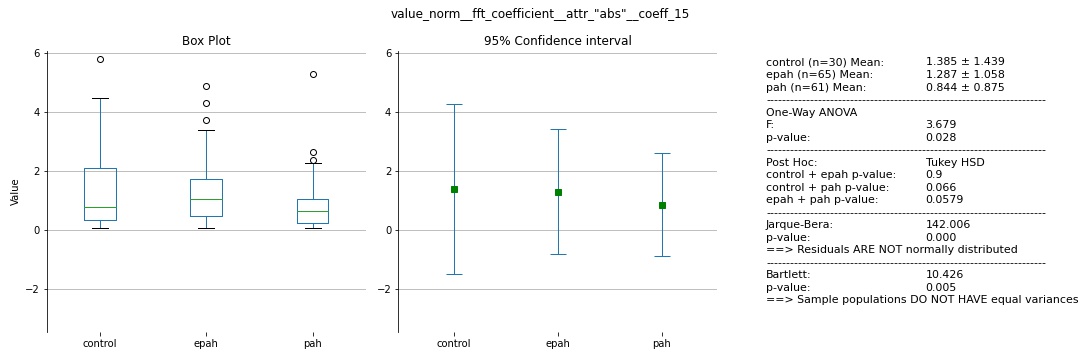 value_norm__fft_coefficient__attr_"abs"__coeff_15
Box Plot
6
4
2
0
−2
Value
control epah pah
95% Confidence interval
6
4
2
0
−2
control epah pah
control (n=30) Mean: 1.385 ± 1.439
epah (n=65) Mean: 1.287 ± 1.058
pah (n=61) Mean: 0.844 ± 0.875
One-Way ANOVA
F: 3.679
p-value: 0.028
Post Hoc: Tukey HSD
control + epah p-value: 0.9
control + pah p-value: 0.066
epah + pah p-value: 0.0579
Jarque-Bera: 142.006
p-value: 0.000
==> Residuals ARE NOT normally distributed
Bartlett: 10.426
p-value: 0.005
==> Sample populations DO NOT HAVE equal variances